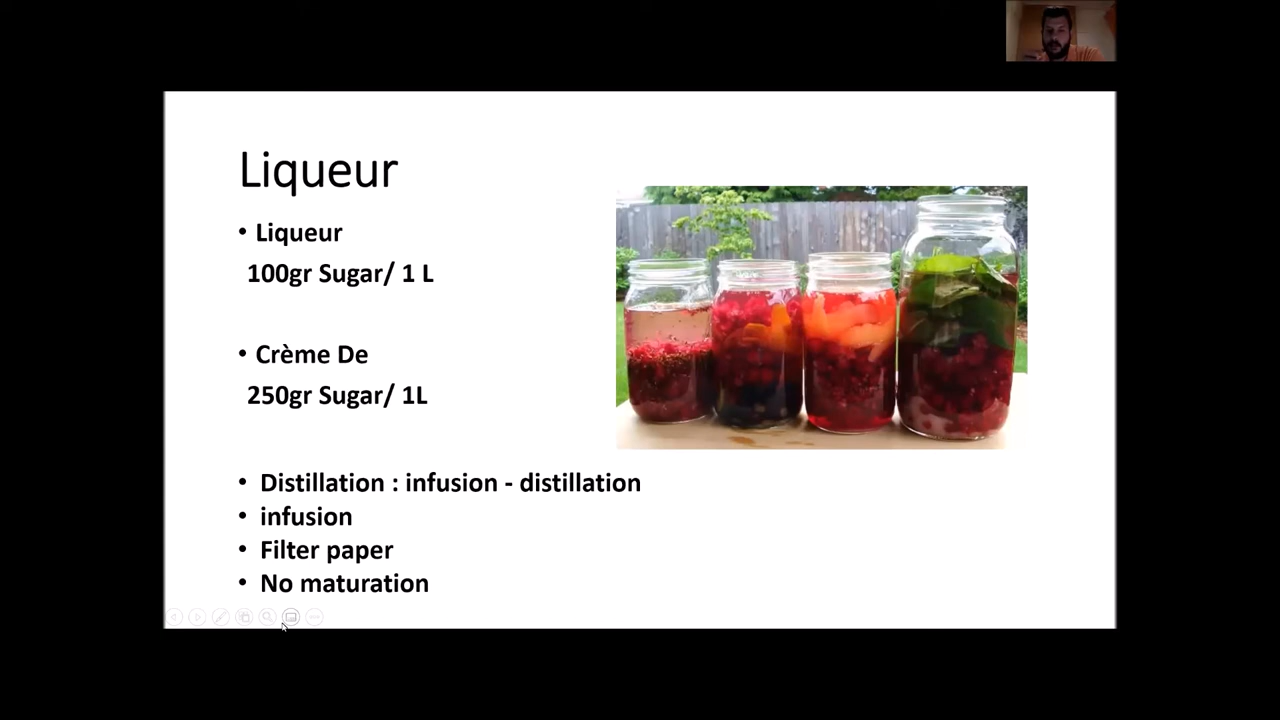 Liqueur
• Liqueur
100gr Sugar/ 1 L
• Crème De
250gr Sugar/ 1L
• Distillation : infusion - distillation
• infusion
• Filter paper
• No maturation